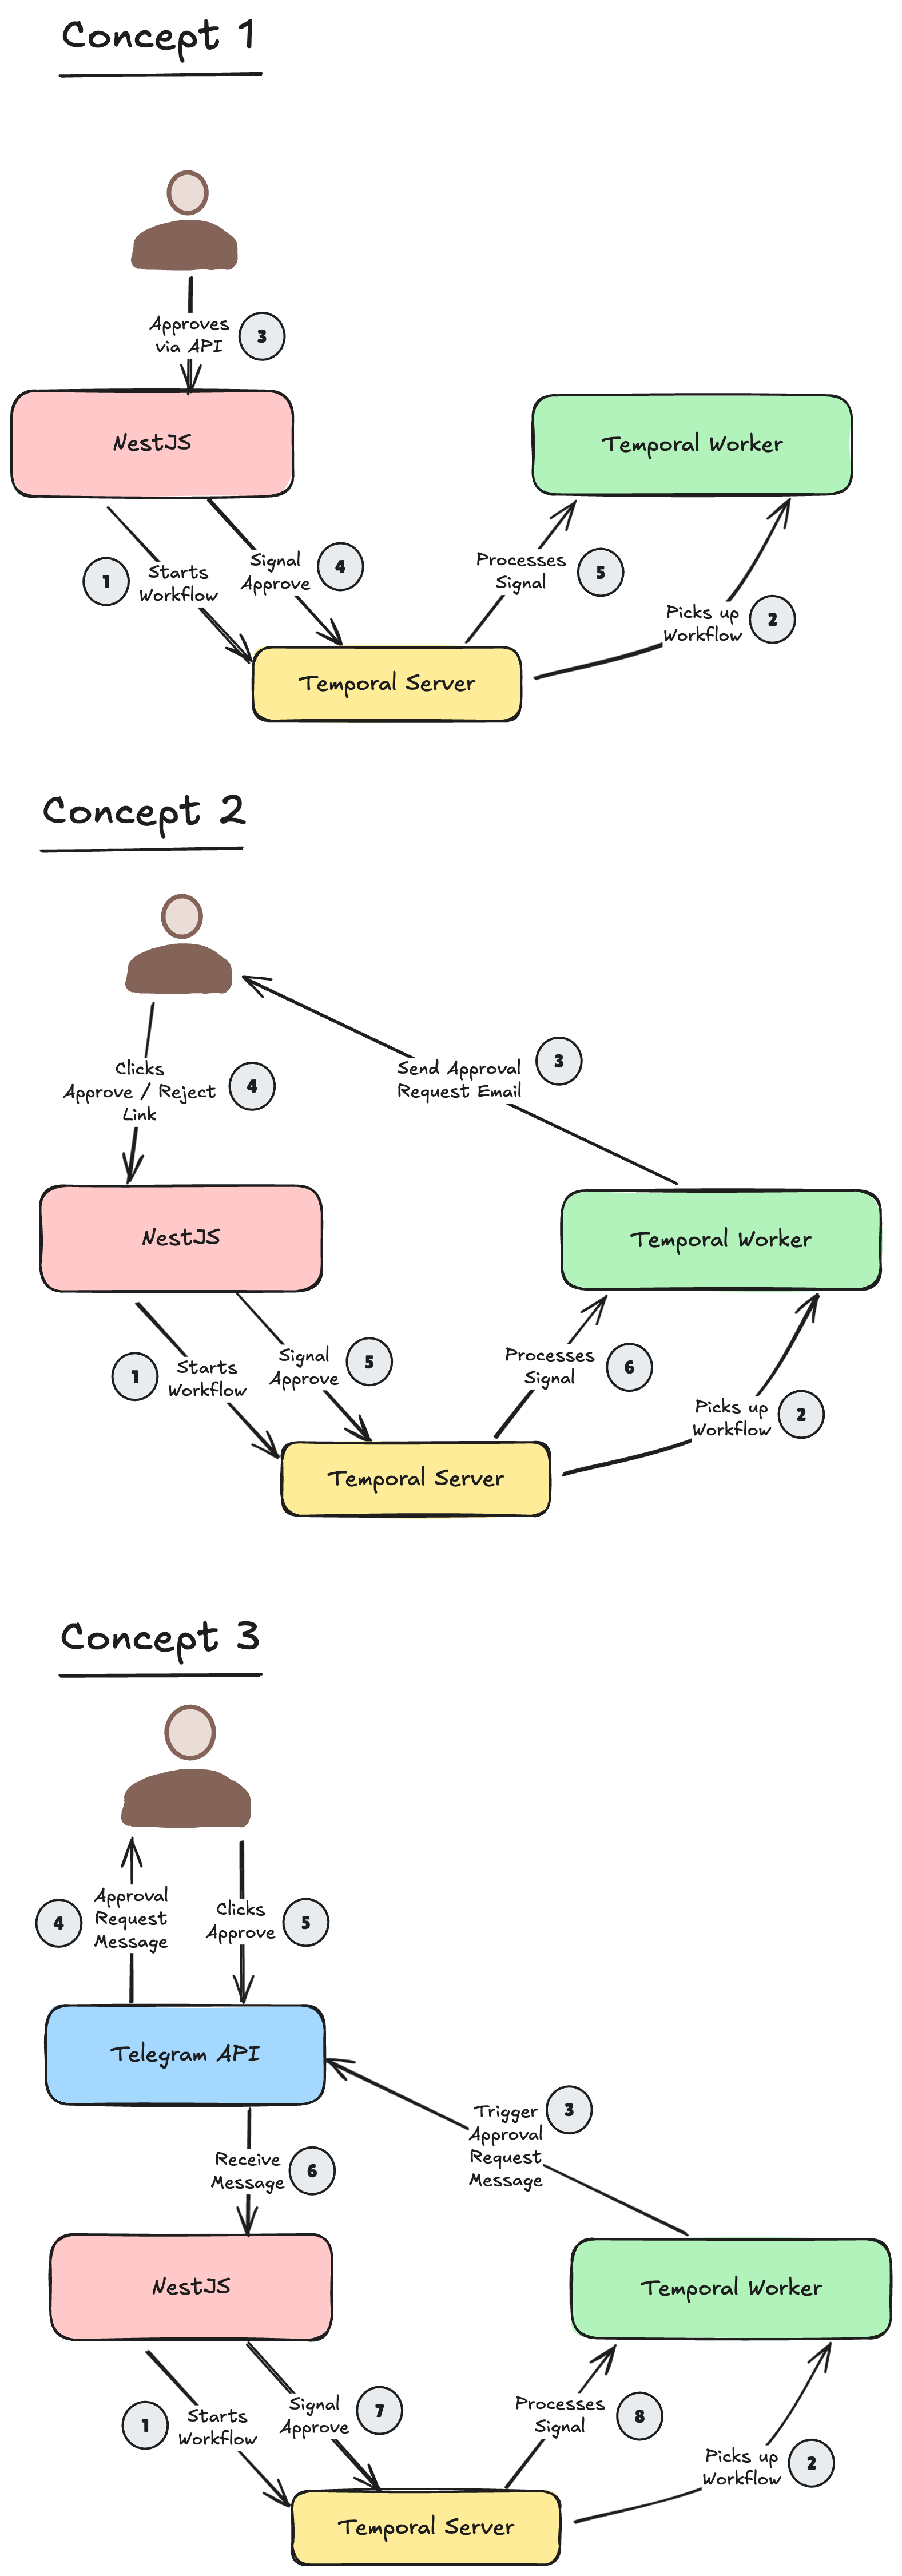 Concept 1
Approves
via API
3
NestJS
Temporal Worker
1
Starts
Workflow
Signal
Approve
4
Processes
Signal
5
Picks up
Workflow
2
Temporal Server
Concept 2
Clicks
Approve / Reject
Link
4
Send Approval
Request Email
3
NestJS
Temporal Worker
1
Starts
Workflow
Signal
Approve
5
Processes
Signal
6
Picks up
Workflow
2
Temporal Server
Concept 3
4
Approval
Request
Message
Clicks
Approve
5
Telegram API
Trigger
Approval
Request
Message
3
Receive
Message
6
NestJS
Temporal Worker
1
Starts
Workflow
Signal
Approve
7
Processes
Signal
8
Picks up
Workflow
2
Temporal Server